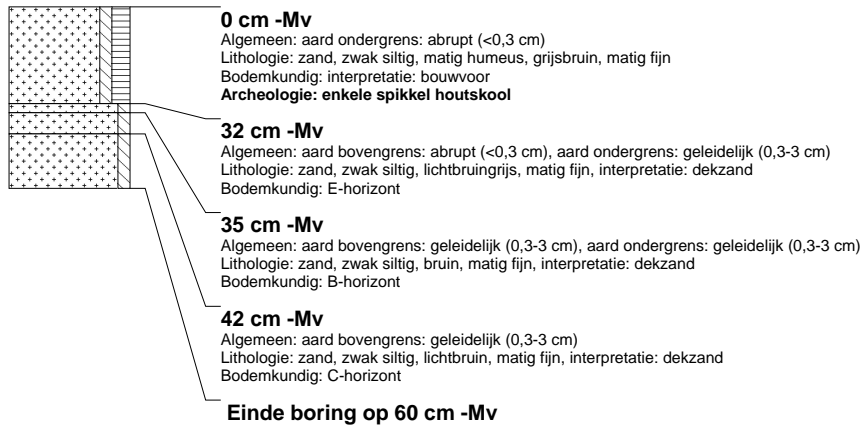 0 cm -Mv
Algemeen: aard ondergrens: abrupt (<0,3 cm)
Lithologie: zand, zwak siltig, matig humeus, grijsbruin, matig fijn
Bodemkundig: interpretatie: bouwvoor
Archeologie: enkele spikkel houtskool
32 cm -Mv
Algemeen: aard bovengrens: abrupt (<0,3 cm), aard ondergrens: geleidelijk (0,3-3 cm)
Lithologie: zand, zwak siltig, lichtbruingrijs, matig fijn, interpretatie: dekzand
Bodemkundig: E-horizont
35 cm -Mv
Algemeen: aard bovengrens: geleidelijk (0,3-3 cm), aard ondergrens: geleidelijk (0,3-3 cm)
Lithologie: zand, zwak siltig, bruin, matig fijn, interpretatie: dekzand
Bodemkundig: B-horizont
42 cm -Mv
Algemeen: aard bovengrens: geleidelijk (0,3-3 cm)
Lithologie: zand, zwak siltig, lichtbruin, matig fijn, interpretatie: dekzand
Bodemkundig: C-horizont
Einde boring op 60 cm -Mv